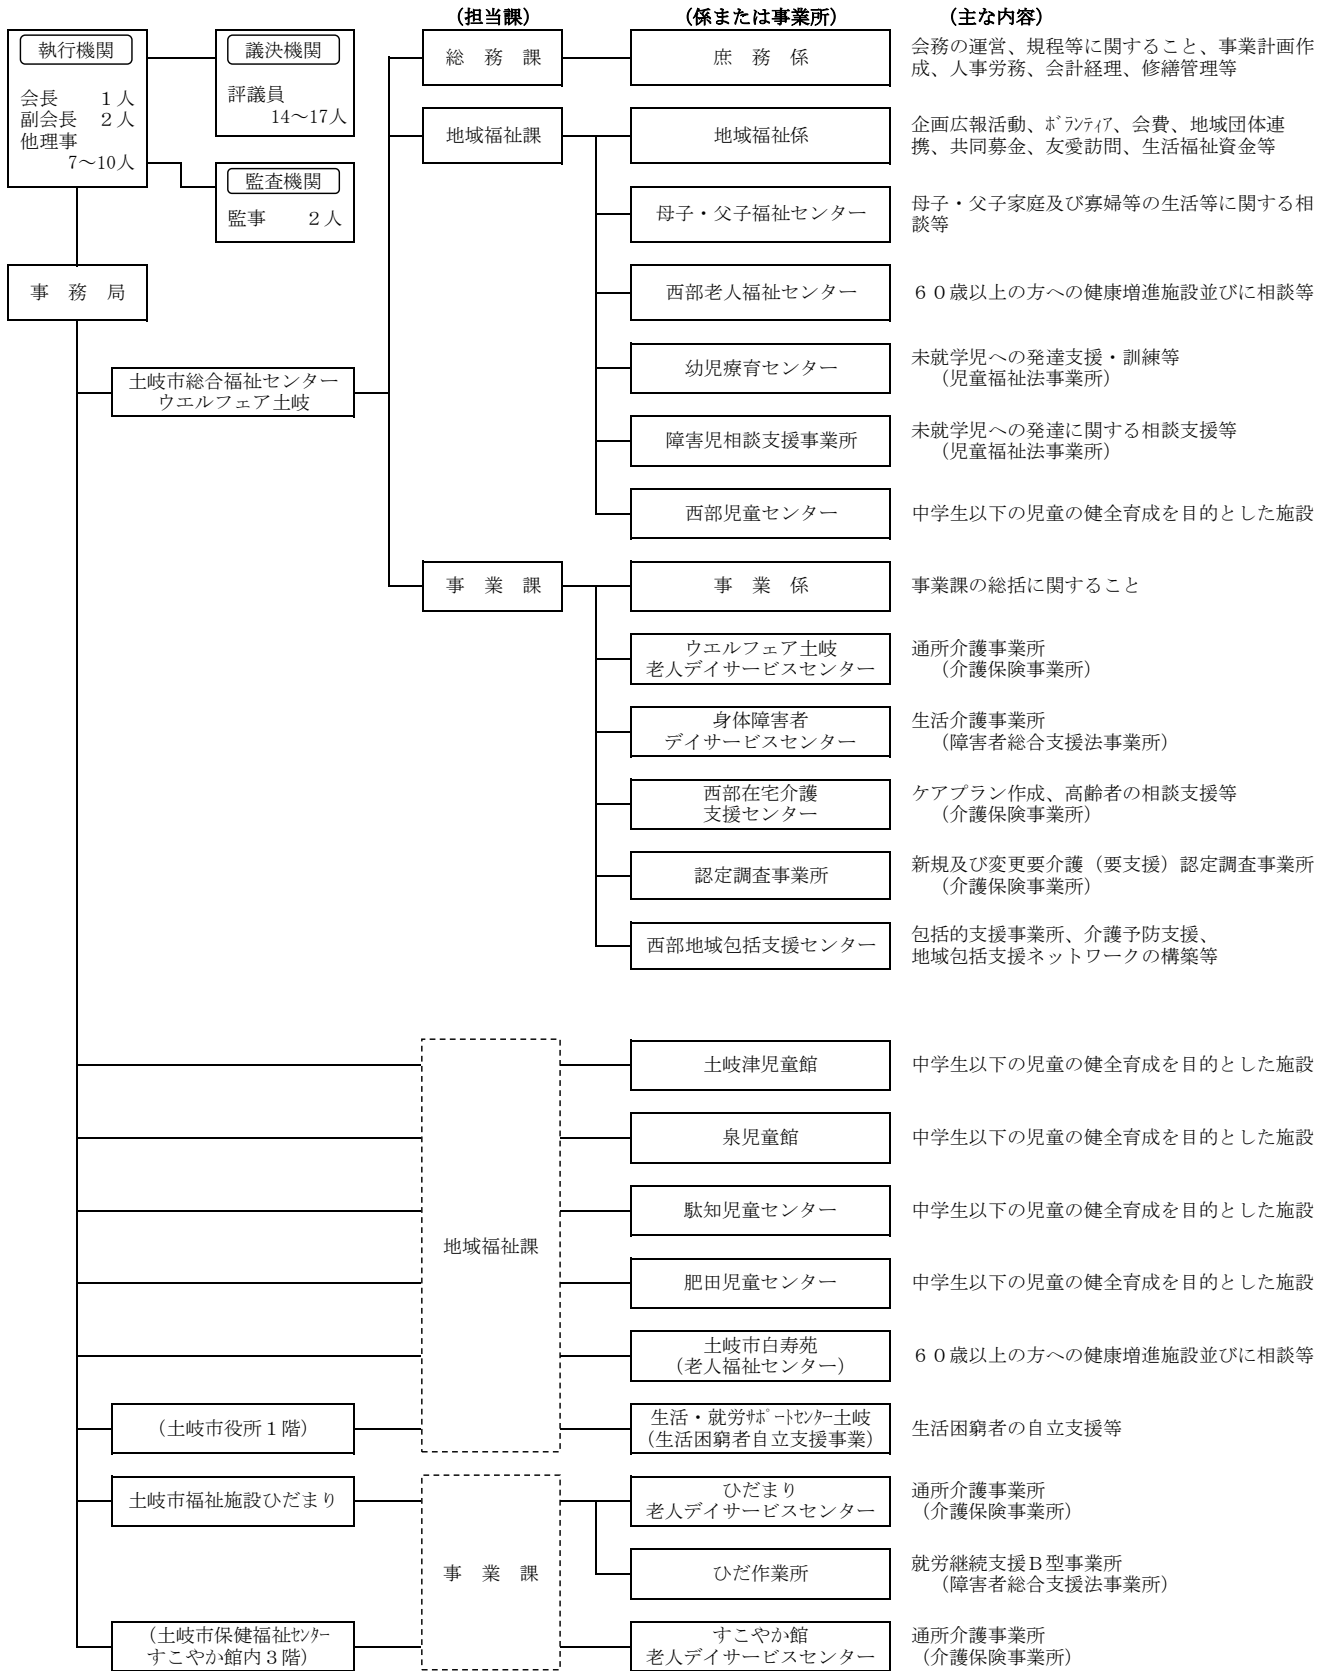 (担当課)
(係または事業所)
(主な内容)
執行機関
会長　　１人
副会長　２人
他理事
7～10人
議決機関
評議員
14～17人
監査機関
監事　　２人
事　務　局
土岐市総合福祉センター
ウエルフェア土岐
総　務　課
庶　務　係
会務の運営、規程等に関すること、事業計画作
成、人事労務、会計経理、修繕管理等
地域福祉課
地域福祉係
企画広報活動、ﾎﾞﾗﾝﾃｨｱ、会費、地域団体連
携、共同募金、友愛訪問、生活福祉資金等
母子・父子福祉センター
母子・父子家庭及び寡婦等の生活等に関する相
談等
西部老人福祉センター
６０歳以上の方への健康増進施設並びに相談等
幼児療育センター
未就学児への発達支援・訓練等
（児童福祉法事業所）
障害児相談支援事業所
未就学児への発達に関する相談支援等
（児童福祉法事業所）
西部児童センター
中学生以下の児童の健全育成を目的とした施設
事　業　課
事　業　係
事業課の総括に関すること
ウエルフェア土岐
老人デイサービスセンター
通所介護事業所
（介護保険事業所）
身体障害者
デイサービスセンター
生活介護事業所
（障害者総合支援法事業所）
西部在宅介護
支援センター
ケアプラン作成、高齢者の相談支援等
（介護保険事業所）
認定調査事業所
新規及び変更要介護（要支援）認定調査事業所
（介護保険事業所）
西部地域包括支援センター
包括的支援事業所、介護予防支援、
地域包括支援ネットワークの構築等
地域福祉課
土岐津児童館
中学生以下の児童の健全育成を目的とした施設
泉児童館
中学生以下の児童の健全育成を目的とした施設
駄知児童センター
中学生以下の児童の健全育成を目的とした施設
肥田児童センター
中学生以下の児童の健全育成を目的とした施設
土岐市白寿苑
（老人福祉センター）
６０歳以上の方への健康増進施設並びに相談等
（土岐市役所１階）
生活・就労ｻﾎﾟｰﾄｾﾝﾀｰ土岐
（生活困窮者自立支援事業）
生活困窮者の自立支援等
土岐市福祉施設ひだまり
事　業　課
ひだまり
老人デイサービスセンター
通所介護事業所
（介護保険事業所）
ひだ作業所
就労継続支援Ｂ型事業所
（障害者総合支援法事業所）
（土岐市保健福祉ｾﾝﾀｰ
すこやか館内３階）
すこやか館
老人デイサービスセンター
通所介護事業所
（介護保険事業所）